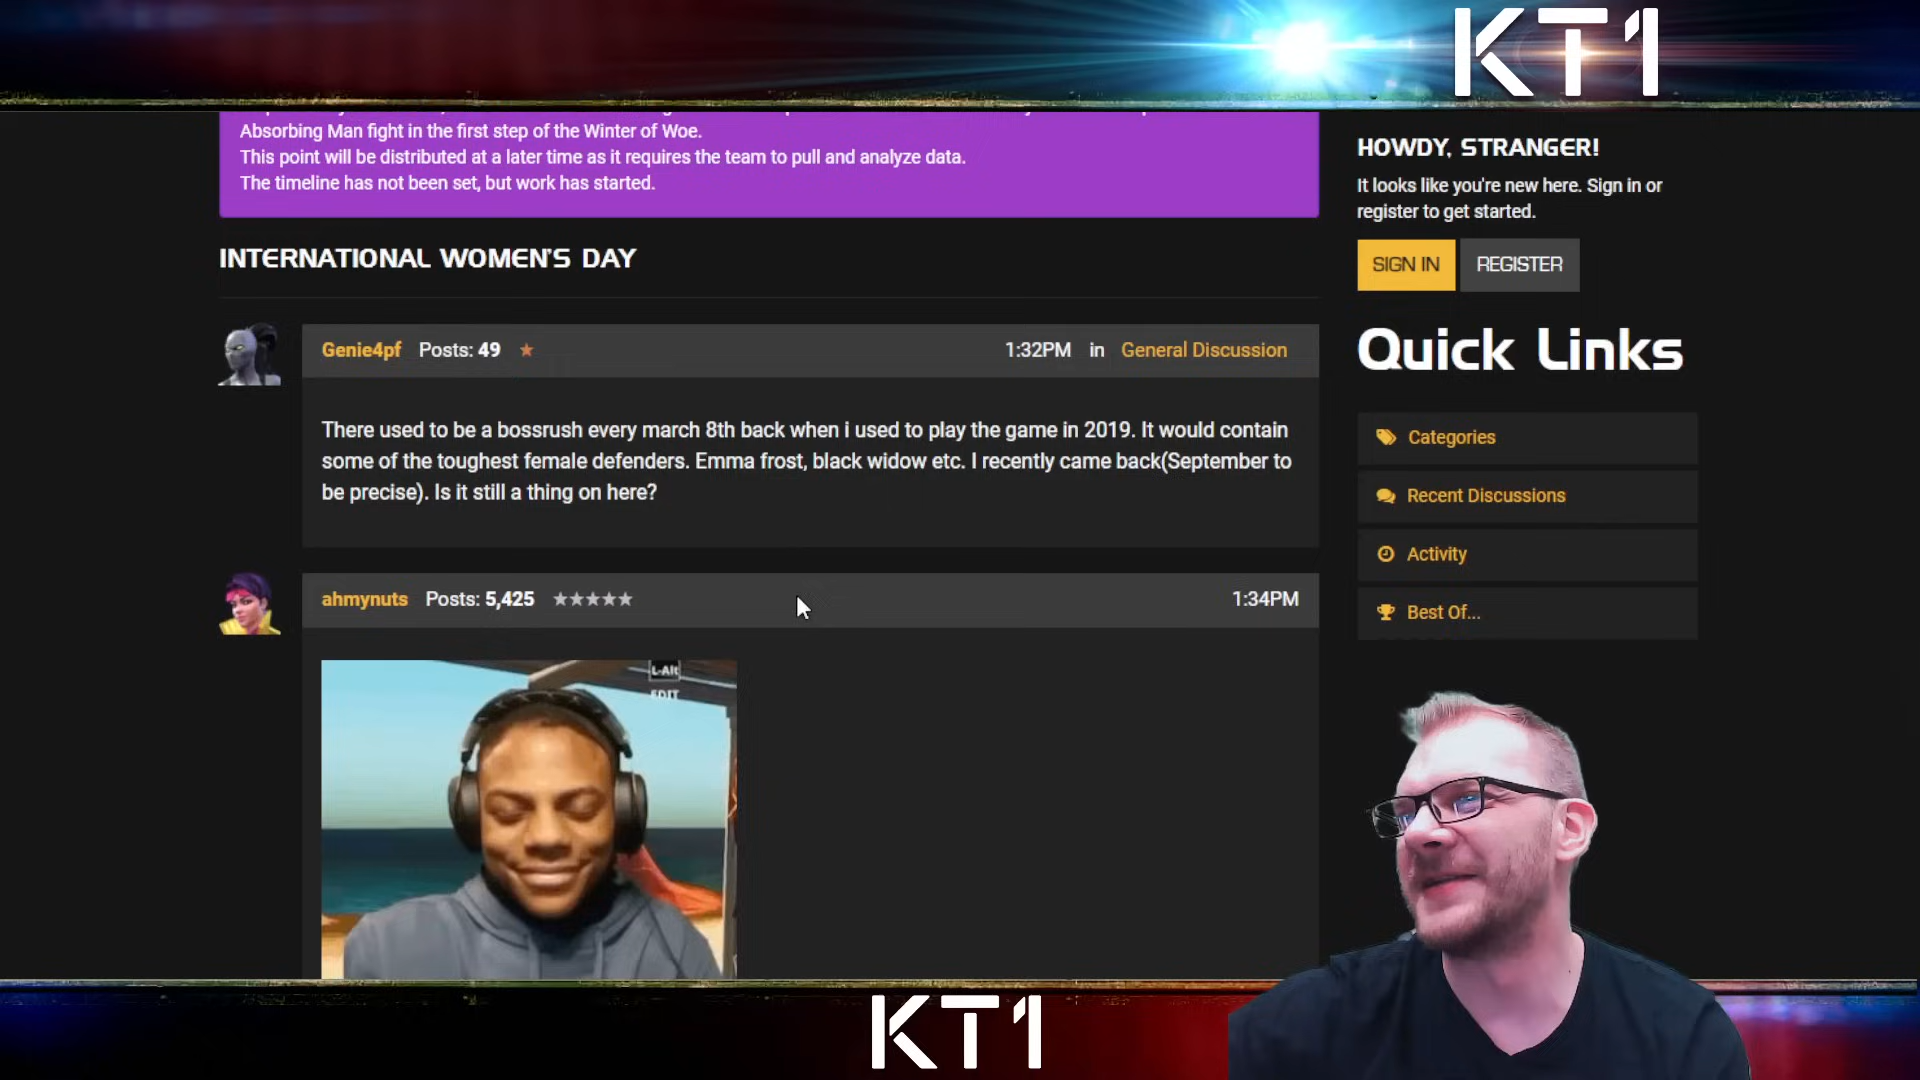 KT1
Absorbing Man fight in the first step of the Winter of Woe.
This point will be distributed at a later time as it requires the team to pull and analyze data.
The timeline has not been set, but work has started.
INTERNATIONAL WOMEN'S DAY
Genie4pf Posts: 49 1:32PM in General Discussion
There used to be a bossrush every march 8th back when i used to play the game in 2019. It would contain
some of the toughest female defenders. Emma frost, black widow etc. I recently came back(September to
be precise). Is it still a thing on here?
ahmynuts Posts: 5,425 1:34PM
L-Alt
EDIT
HOWDY, STRANGER!
It looks like you're new here. Sign in or
register to get started.
SIGN IN REGISTER
Quick Links
Categories
Recent Discussions
Activity
Best Of...
KT1